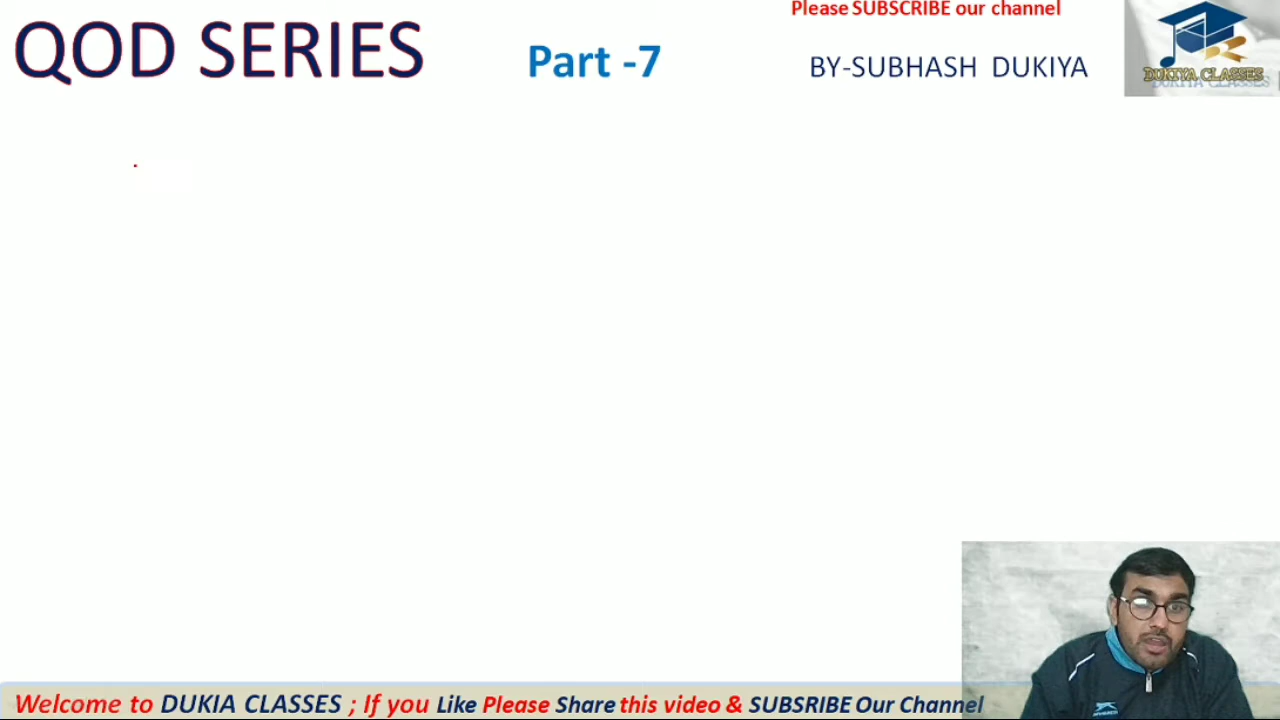 Please SUBSCRIBE our channel
QOD SERIES
Part -7
BY-SUBHASH DUKIYA
DUKIYA CLASSES
Welcome to DUKIA CLASSES ; If you Like Please Share this video & SUBSRIBE Our Channel